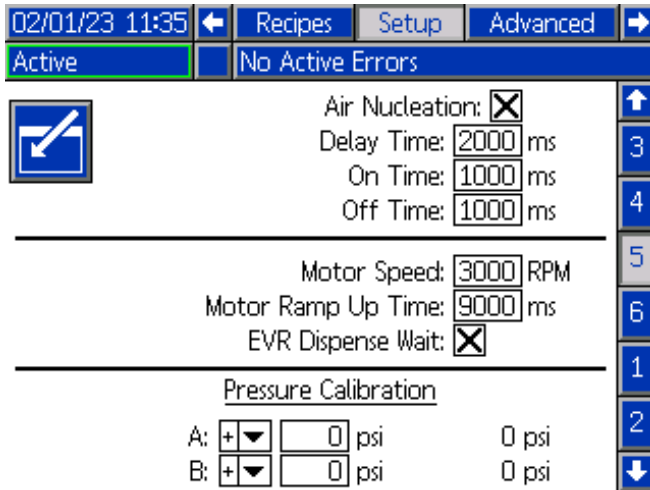 02/01/23 11:35 Recipes Setup Advanced
Active No Active Errors
Air Nucleation:
Delay Time: 2000 ms
On Time: 1000 ms
Off Time: 1000 ms
Motor Speed: 3000 RPM
Motor Ramp Up Time: 9000 ms
EVR Dispense Wait:
Pressure Calibration
A: + 0 psi 0 psi
B: + 0 psi 0 psi
3
4
5
6
1
2